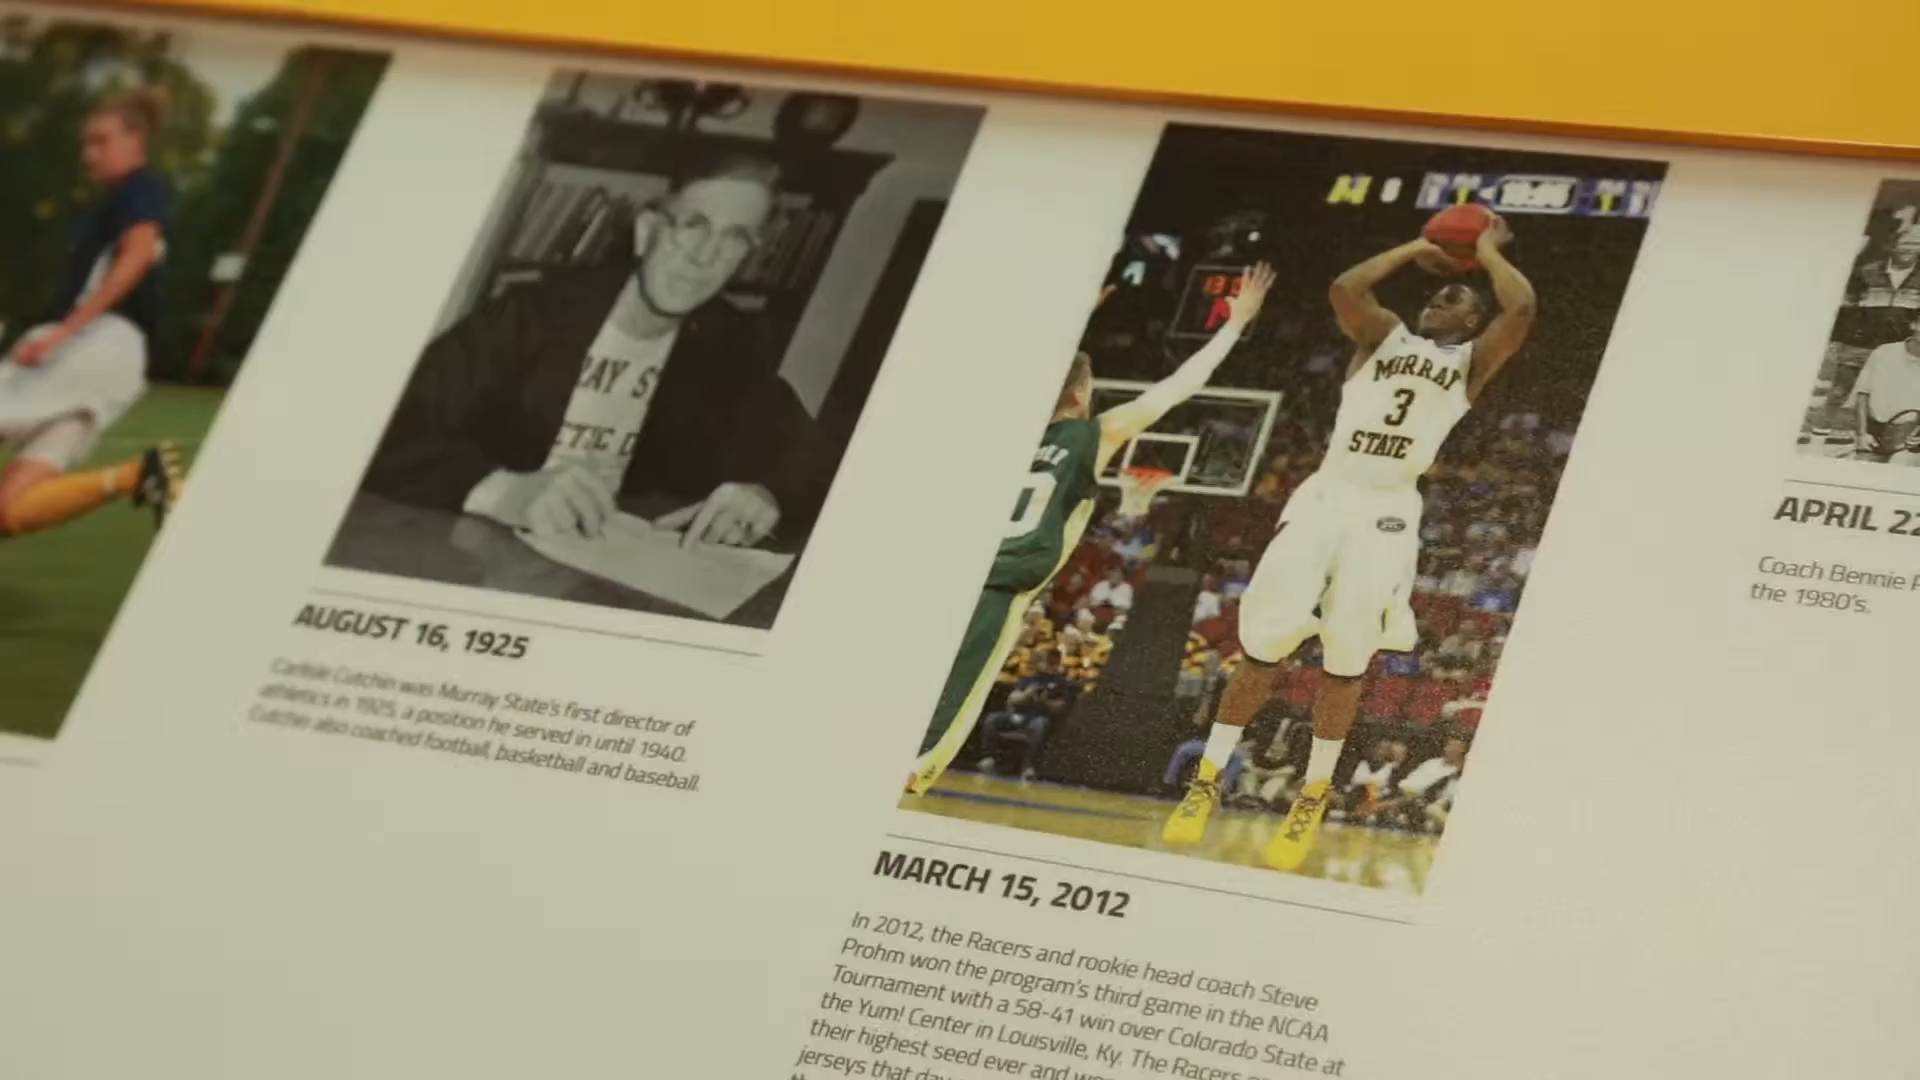 RAY S
ETIC D
AUGUST 16, 1925
Carlisle Cutchin was Murray State's first director of
athletics in 1925, a position he served in until 1940.
Cutchin also coached football, basketball and baseball.
0
MURRAY
3
STATE
MARCH 15, 2012
In 2012, the Racers and rookie head coach Steve
Prohm won the program's third game in the NCAA
Tournament with a 58-41 win over Colorado State at
the Yum! Center in Louisville, Ky. The Racers
their highest seed ever and
jerseys that day
APRIL 22
Coach Bennie P
the 1980's.